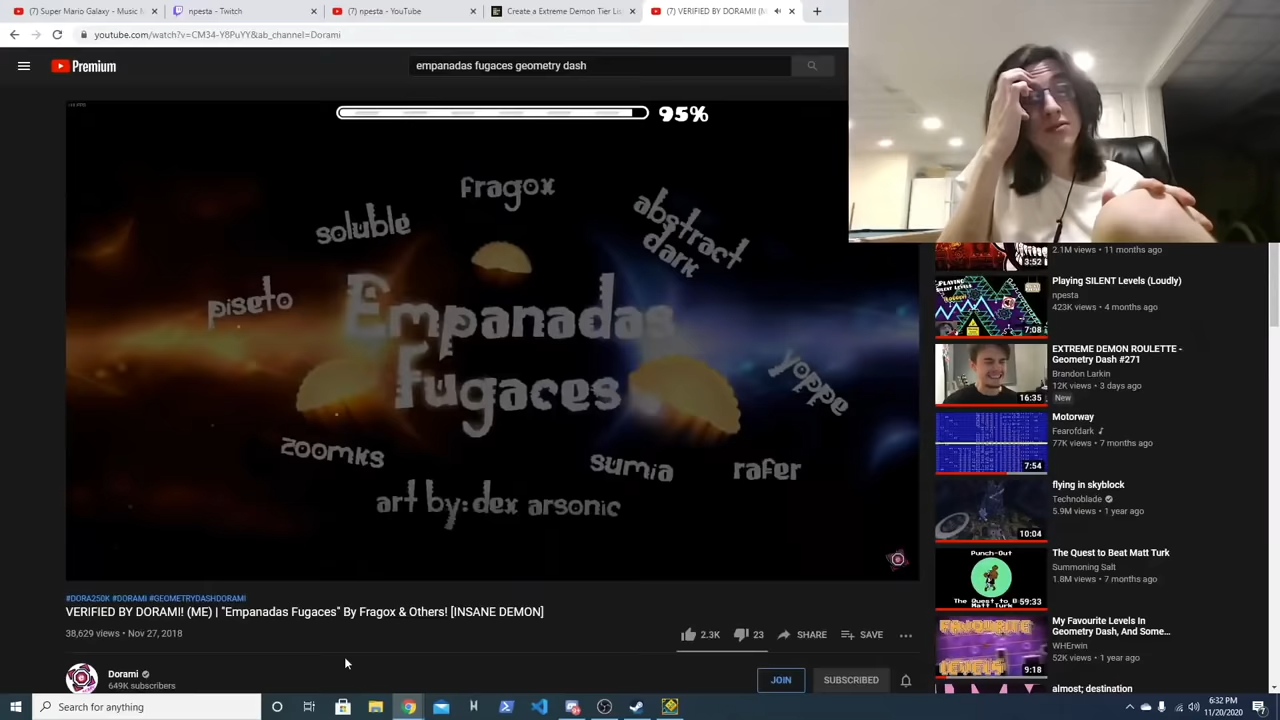 (7) Super Mario Galaxy - Music M
npesta - Twitch
(7) npesta - YouTube
Create a Extreme Demon Tier Lis
(7) VERIFIED BY DORAMI! (M
youtube.com/watch?v=CM34-Y8PuYY&ab_channel=Dorami
Premium
empanadas fugaces geometry dash
95%
fragox
soluble
abstract
dark
pishto
Empanadas
fugaces
yoppe
rafer
art by: dex arsonic
2.1M views • 11 months ago
3:52
Playing SILENT Levels (Loudly)
npesta
423K views • 4 months ago
7:08
EXTREME DEMON ROULETTE -
Geometry Dash #271
Brandon Larkin
12K views • 3 days ago
New
16:35
Motorway
Fearofdark
77K views • 7 months ago
7:54
flying in skyblock
Technoblade
5.9M views • 1 year ago
10:04
The Quest to Beat Matt Turk
Summoning Salt
1.8M views • 7 months ago
Punch-Out
The Quest to B
Matt Turk
59:33
My Favourite Levels In
Geometry Dash, And Some...
WHErwin
52K views • 1 year ago
FAVOURITE
LEVELS
9:18
almost; destination
#DORA250K #DORAMI #GEOMETRYDASHDORAMI
VERIFIED BY DORAMI! (ME) | "Empanadas Fugaces" By Fragox & Others! [INSANE DEMON]
38,629 views • Nov 27, 2018
2.3K
23
SHARE
SAVE
Dorami
649K subscribers
JOIN
SUBSCRIBED
Search for anything
6:32 PM
11/20/2020